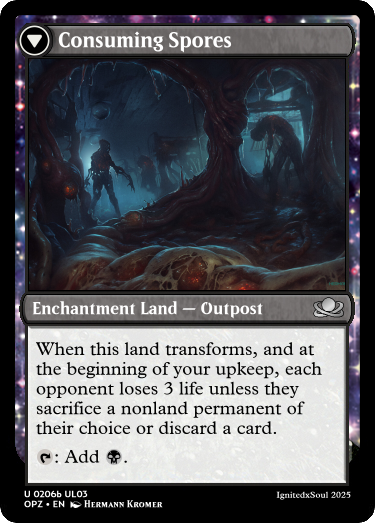 Consuming Spores
Enchantment Land — Outpost
When this land transforms, and at
the beginning of your upkeep, each
opponent loses 3 life unless they
sacrifice a nonland permanent of
their choice or discard a card.
: Add .
U 0206b UL03
OPZ • EN Hermann Kromer
IgnitedxSoul 2025